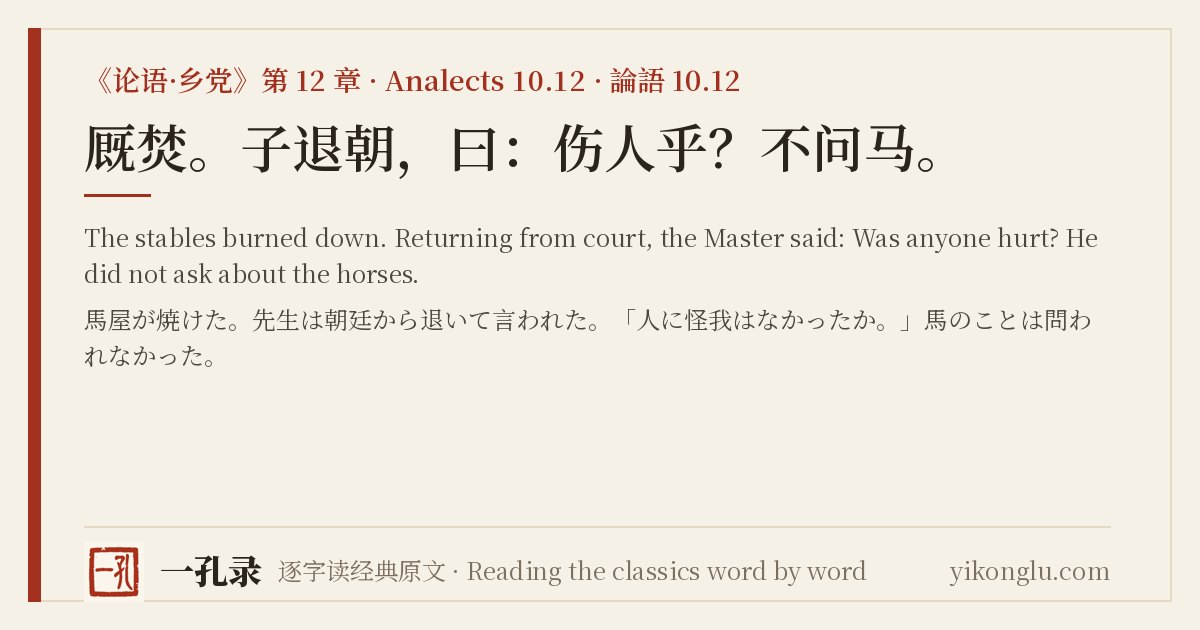 《论语·乡党》第 12 章 · Analects 10.12 · 論語 10.12
厩焚。子退朝，曰：伤人乎？不问马。
The stables burned down. Returning from court, the Master said: Was anyone hurt? He
did not ask about the horses.
馬屋が焼けた。先生は朝廷から退いて言われた。「人に怪我はなかったか。」馬のことは問わ
れなかった。
一孔
一孔录 逐字读经典原文 · Reading the classics word by word yikonglu.com